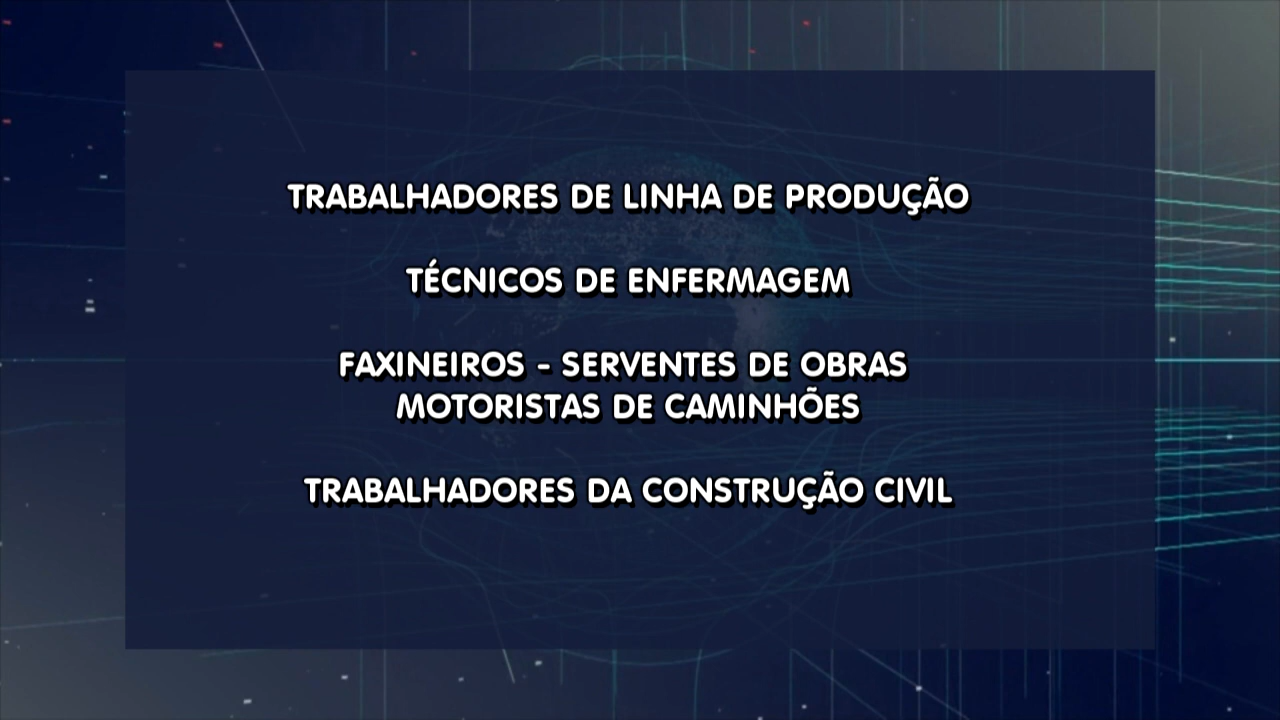 TRABALHADORES DE LINHA DE PRODUÇÃO
TÉCNICOS DE ENFERMAGEM
FAXINEIROS - SERVENTES DE OBRAS
MOTORISTAS DE CAMINHÕES
TRABALHADORES DA CONSTRUÇÃO CIVIL